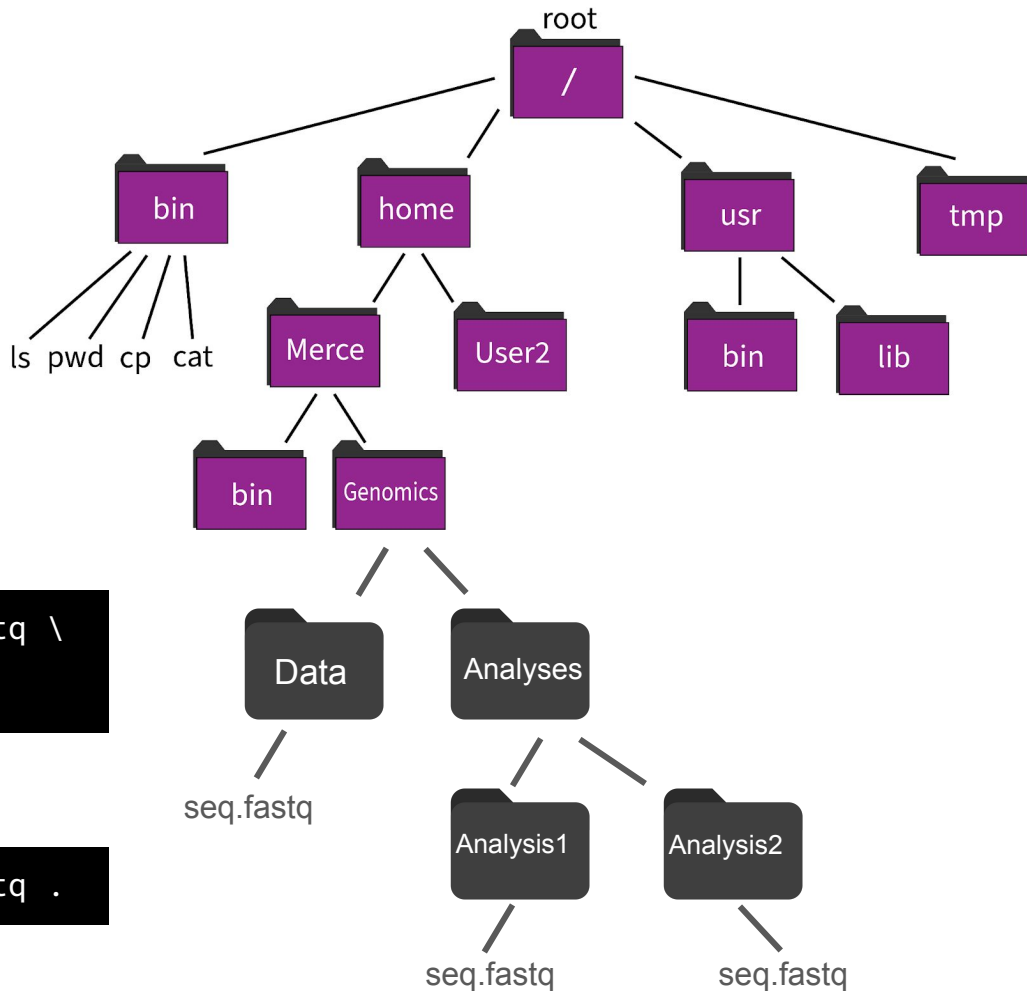 root
/
bin
home
usr
tmp
ls pwd cp cat
Merce
User2
bin
lib
bin
Genomics
tq \
Data
Analyses
seq.fastq
Analysis1
Analysis2
tq .
seq.fastq
seq.fastq